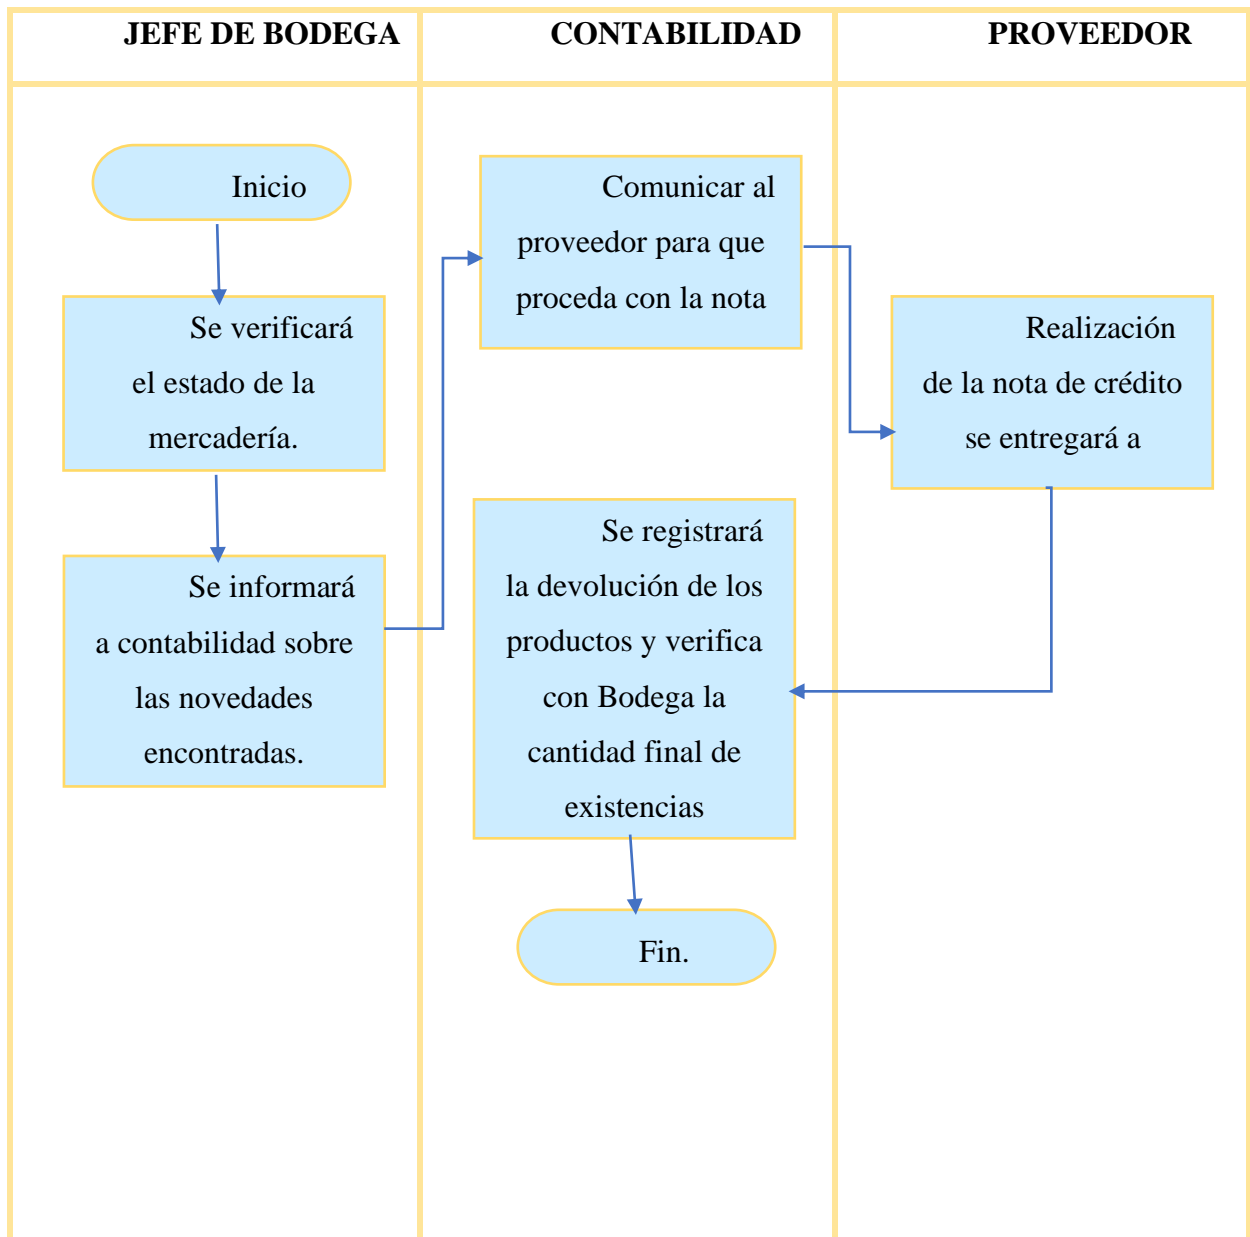 JEFE DE BODEGA
CONTABILIDAD
PROVEEDOR
Inicio
Se verificará
el estado de la
mercadería.
Se informará
a contabilidad sobre
las novedades
encontradas.
Comunicar al
proveedor para que
proceda con la nota
Realización
de la nota de crédito
se entregará a
Se registrará
la devolución de los
productos y verifica
con Bodega la
cantidad final de
existencias
Fin.